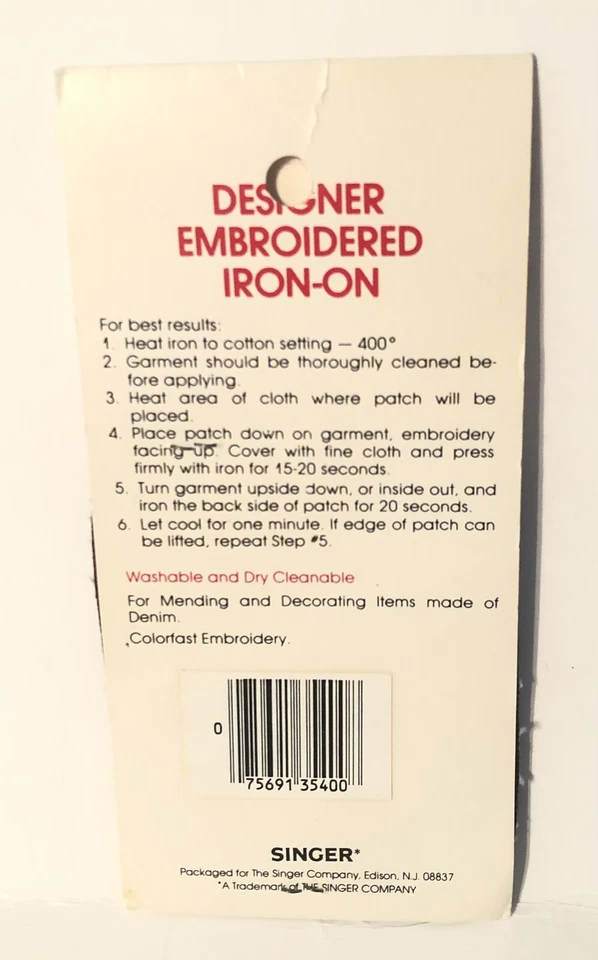 DESIGNER
EMBROIDERED
IRON-ON
For best results:
1. Heat iron to cotton setting — 400°
2. Garment should be thoroughly cleaned be-
fore applying.
3. Heat area of cloth where patch will be
placed.
4. Place patch down on garment, embroidery
facing up. Cover with fine cloth and press
firmly with iron for 15-20 seconds.
5. Turn garment upside down, or inside out, and
iron the back side of patch for 20 seconds.
6. Let cool for one minute. If edge of patch can
be lifted, repeat Step #5.
Washable and Dry Cleanable
For Mending and Decorating Items made of
Denim.
Colorfast Embroidery.
0
75691 35400
SINGER*
Packaged for The Singer Company, Edison, N.J. 08837
*A Trademark of THE SINGER COMPANY